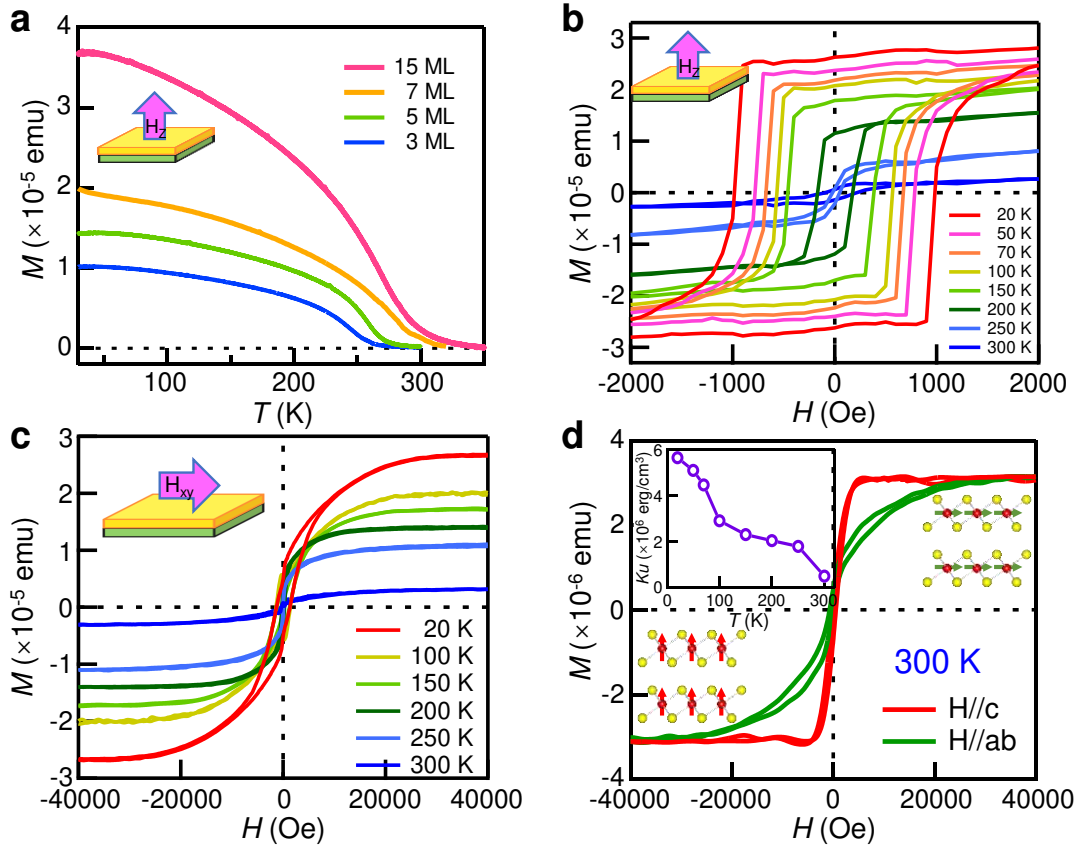 a
4
3
2
1
0
M (× 10⁻⁵ emu)
H_Z
15 ML
7 ML
5 ML
3 ML
100
200
300
T (K)
b
3
2
1
0
-1
-2
-3
M (× 10⁻⁵ emu)
H_Z
20 K
50 K
70 K
100 K
150 K
200 K
250 K
300 K
-2000
-1000
0
1000
2000
H (Oe)
c
3
2
1
0
-1
-2
-3
M (×10⁻⁵ emu)
H_xy
20 K
100 K
150 K
200 K
250 K
300 K
-40000
-20000
0
20000
40000
H (Oe)
d
4
2
0
-2
-4
M (×10⁻⁶ emu)
6
4
2
0
Ku (×10⁶ erg/cm³)
0
100
200
300
T (K)
300 K
H//c
H//ab
-40000
-20000
0
20000
40000
H (Oe)